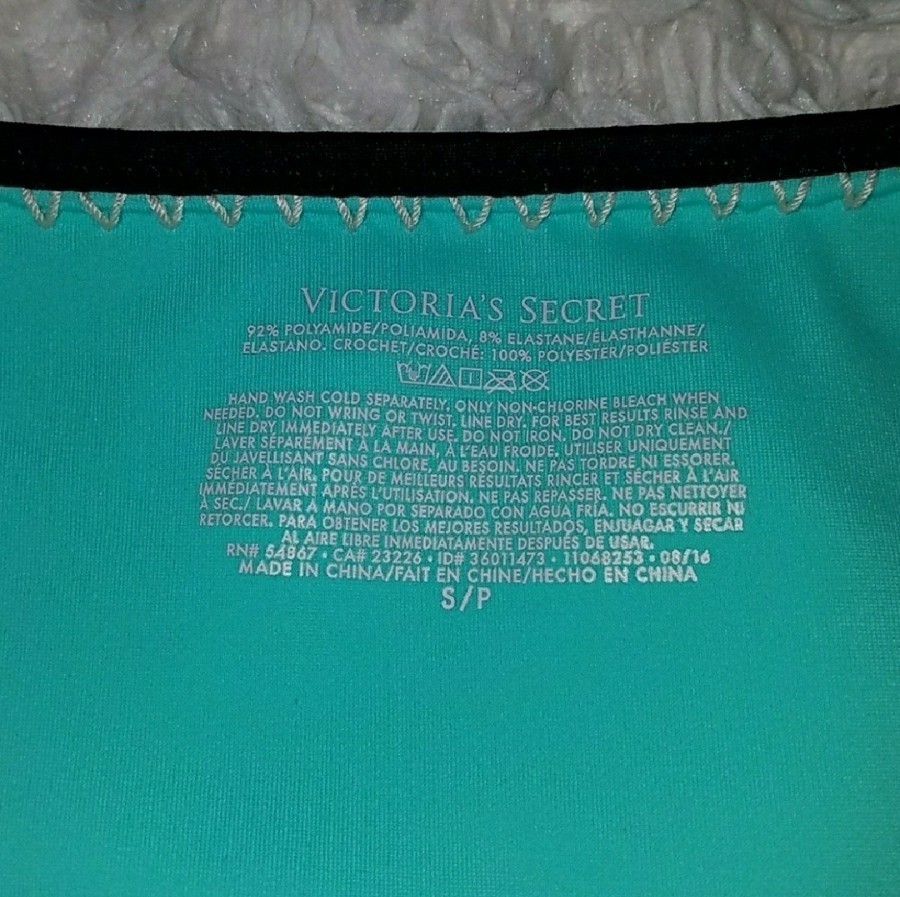 VICTORIA'S SECRET
92% POLYAMIDE/POLIAMIDA, 8% ELASTANE/ÉLASTHANNE/
ELASTANO. CROCHET/CROCHÉ: 100% POLYESTER/POLIÉSTER
HAND WASH COLD SEPARATELY. ONLY NON-CHLORINE BLEACH WHEN
NEEDED. DO NOT WRING OR TWIST. LINE DRY. FOR BEST RESULTS RINSE AND
LINE DRY IMMEDIATELY AFTER USE. DO NOT IRON. DO NOT DRY CLEAN./
LAVER SÉPARÉMENT À LA MAIN, À L'EAU FROIDE. UTILISER UNIQUEMENT
DU JAVELLISANT SANS CHLORE, AU BESOIN. NE PAS TORDRE NI ESSORER.
SÉCHER À L'AIR. POUR DE MEILLEURS RÉSULTATS RINCER ET SÉCHER À L'AIR
IMMÉDIATEMENT APRÈS L'UTILISATION. NE PAS REPASSER. NE PAS NETTOYER
À SEC./ LAVAR A MANO POR SEPARADO CON AGUA FRÍA. NO ESCURRIR NI
RETORCER. PARA OBTENER LOS MEJORES RESULTADOS, ENJUAGAR Y SECAR
AL AIRE LIBRE INMEDIATAMENTE DESPUÉS DE USAR.
RN# 54867 • CA# 23226 • ID# 36011473 • 11068253 • 08/16
MADE IN CHINA/FAIT EN CHINE/HECHO EN CHINA
S/P